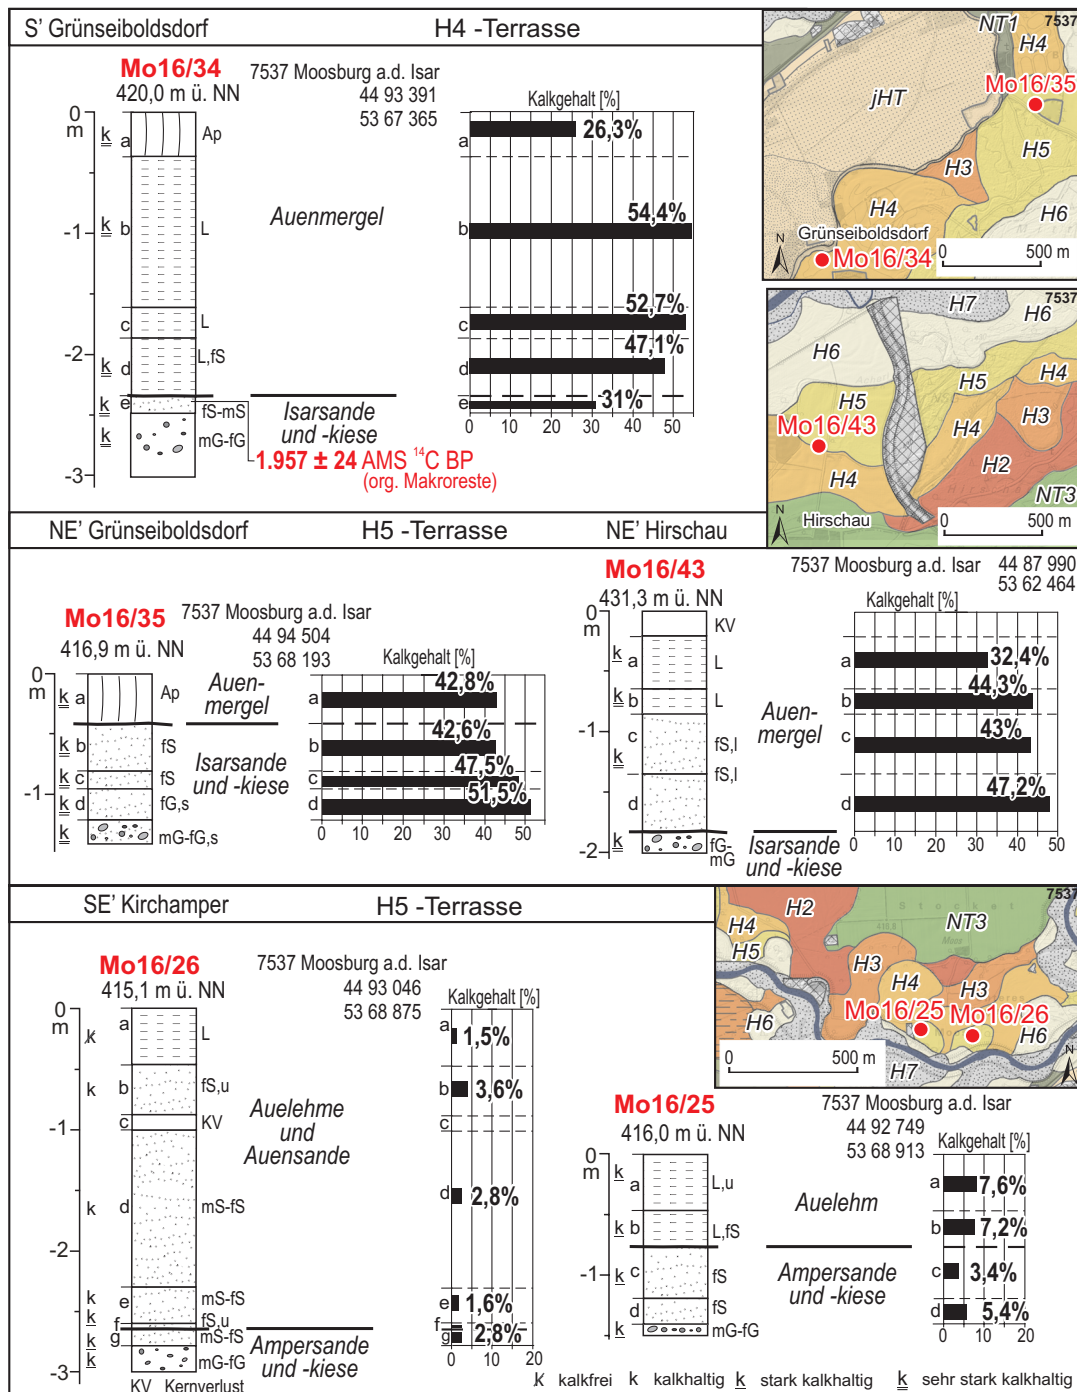 S' Grünseiboldsdorf
H4 -Terrasse
Mo16/34
420,0 m ü. NN
7537 Moosburg a.d. Isar
44 93 391
53 67 365
Kalkgehalt [%]
0
m
-1
-2
-3
k a Ap
k b L
c L
k d L,fS
k e fS-mS
k mG-fG
Auenmergel
Isarsande
und -kiese
1.957 ± 24 AMS 14C BP
(org. Makroreste)
a 26,3%
b 54,4%
c 52,7%
d 47,1%
e 31%
0 10 20 30 40 50
7537
NT1
H4
Mo16/35
jHT
H5
H3
H4
H6
Grünseiboldsdorf
Mo16/34
N
0 500 m
7537
H7
H6
H6
H5
H4
H5
H3
Mo16/43
H4
H4
H2
NT3
Hirschau
N
0 500 m
NE' Grünseiboldsdorf
H5 -Terrasse
NE' Hirschau
Mo16/35
416,9 m ü. NN
7537 Moosburg a.d. Isar
44 94 504
53 68 193
Kalkgehalt [%]
0
m
-1
k a Ap
k b fS
k c fS
k d fG,s
k mG-fG,s
Auen-
mergel
Isarsande
und -kiese
a 42,8%
b 42,6%
c 47,5%
d 51,5%
0 10 20 30 40 50
Mo16/43
431,3 m ü. NN
7537 Moosburg a.d. Isar
44 87 990
53 62 464
Kalkgehalt [%]
0
m
-1
-2
KV
k a L
k b L
c fS,l
k fS,l
d
k fG-
mG
Auen-
mergel
Isarsande
und -kiese
a 32,4%
b 44,3%
c 43%
d 47,2%
0 10 20 30 40 50
SE' Kirchamper
H5 -Terrasse
Mo16/26
415,1 m ü. NN
7537 Moosburg a.d. Isar
44 93 046
53 68 875
Kalkgehalt [%]
0
m
-1
-2
-3
k a L
k b fS,u
c KV
k d mS-fS
k e mS-fS
k f fS,u
k g mS-fS
k mG-fG
KV Kernverlust
Auelehme
und
Auensande
Ampersande
und -kiese
a 1,5%
b 3,6%
c
d 2,8%
e 1,6%
f
g 2,8%
0 10 20
7537
H2
Stockat
NT3
H4
H5
H3
H4
H3
Mo16/25
Mo16/26
H6
H6
H7
N
0 500 m
Mo16/25
416,0 m ü. NN
7537 Moosburg a.d. Isar
44 92 749
53 68 913
Kalkgehalt [%]
0
m
-1
k a L,u
k b L,fS
k c fS
d fS
k mG-fG
Auelehm
Ampersande
und -kiese
a 7,6%
b 7,2%
c 3,4%
d 5,4%
0 10 20
k kalkfrei k kalkhaltig k stark kalkhaltig k sehr stark kalkhaltig